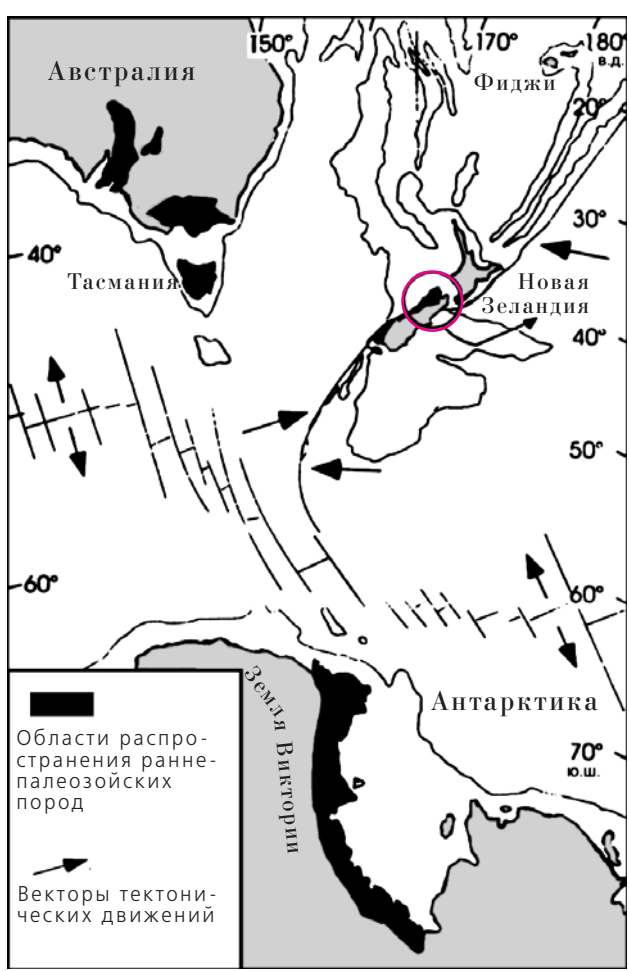 150°
170°
180°
в.д.
Австралия
Фиджи
20°
30°
40°
Тасмания
Новая
Зеландия
40°
50°
60°
60°
Земля Виктории
Антарктика
70°
ю.ш.
Области распро-
странения ранне-
палеозойских
пород
Векторы тектони-
ческих движений